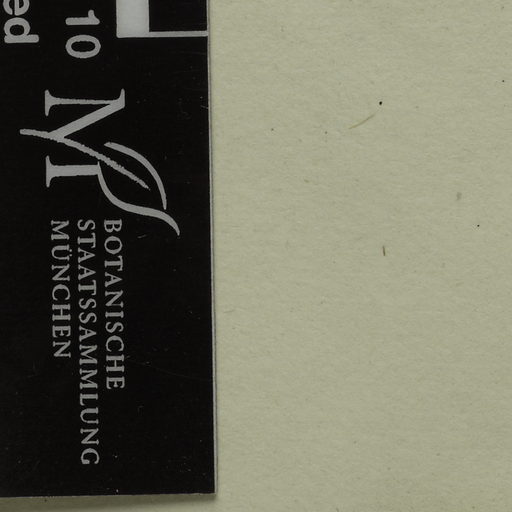 ed
10
M
BOTANISCHE
STAATSSAMMLUNG
MÜNCHEN